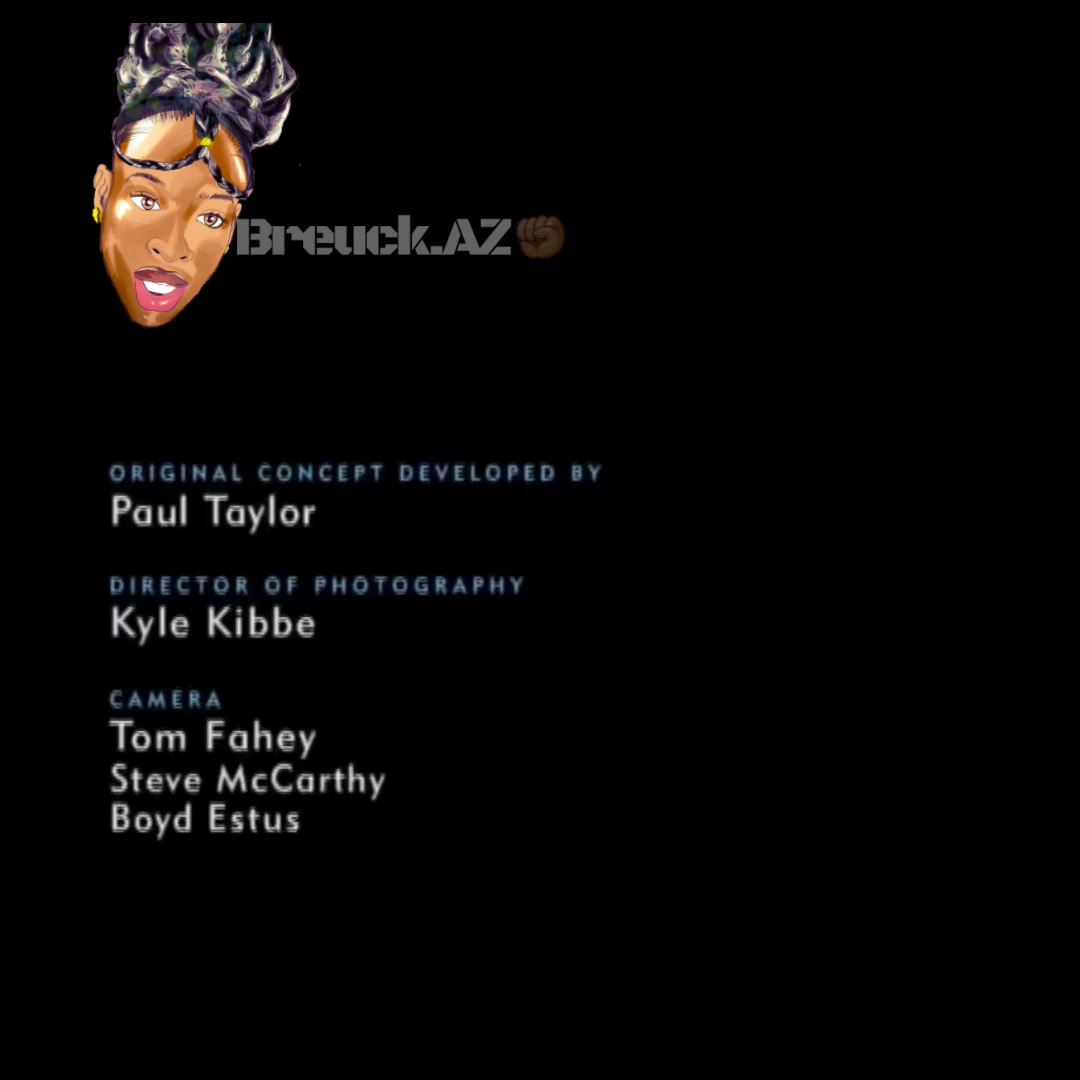 Breuck.AZ✊🏿
ORIGINAL CONCEPT DEVELOPED BY
Paul Taylor
DIRECTOR OF PHOTOGRAPHY
Kyle Kibbe
CAMERA
Tom Fahey
Steve McCarthy
Boyd Estus